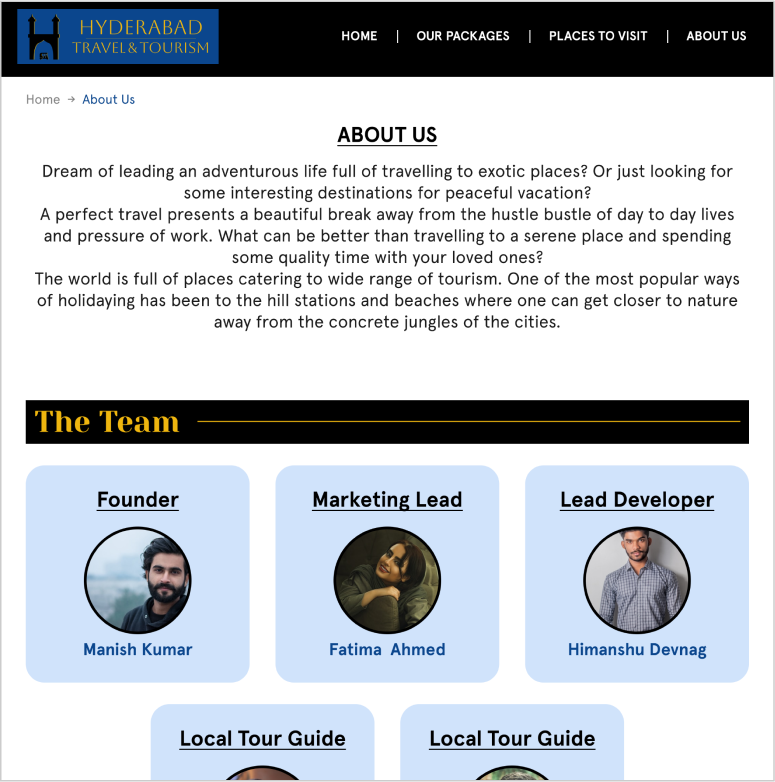 HYDERABAD
TRAVEL & TOURISM
HOME | OUR PACKAGES | PLACES TO VISIT | ABOUT US
Home → About Us
ABOUT US
Dream of leading an adventurous life full of travelling to exotic places? Or just looking for
some interesting destinations for peaceful vacation?
A perfect travel presents a beautiful break away from the hustle bustle of day to day lives
and pressure of work. What can be better than travelling to a serene place and spending
some quality time with your loved ones?
The world is full of places catering to wide range of tourism. One of the most popular ways
of holidaying has been to the hill stations and beaches where one can get closer to nature
away from the concrete jungles of the cities.
The Team
Founder
Manish Kumar
Marketing Lead
Fatima  Ahmed
Lead Developer
Himanshu Devnag
Local Tour Guide
Local Tour Guide